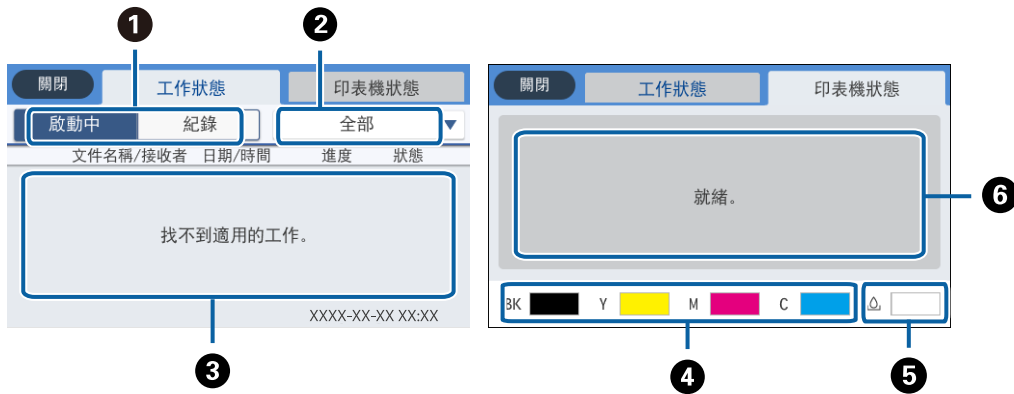 1 2
關閉 工作狀態 印表機狀態
啟動中 紀錄 全部
文件名稱/接收者 日期/時間 進度 狀態
找不到適用的工作。
XXXX-XX-XX XX:XX
3
關閉 工作狀態 印表機狀態
就緒。
6
BK Y M C
4 5